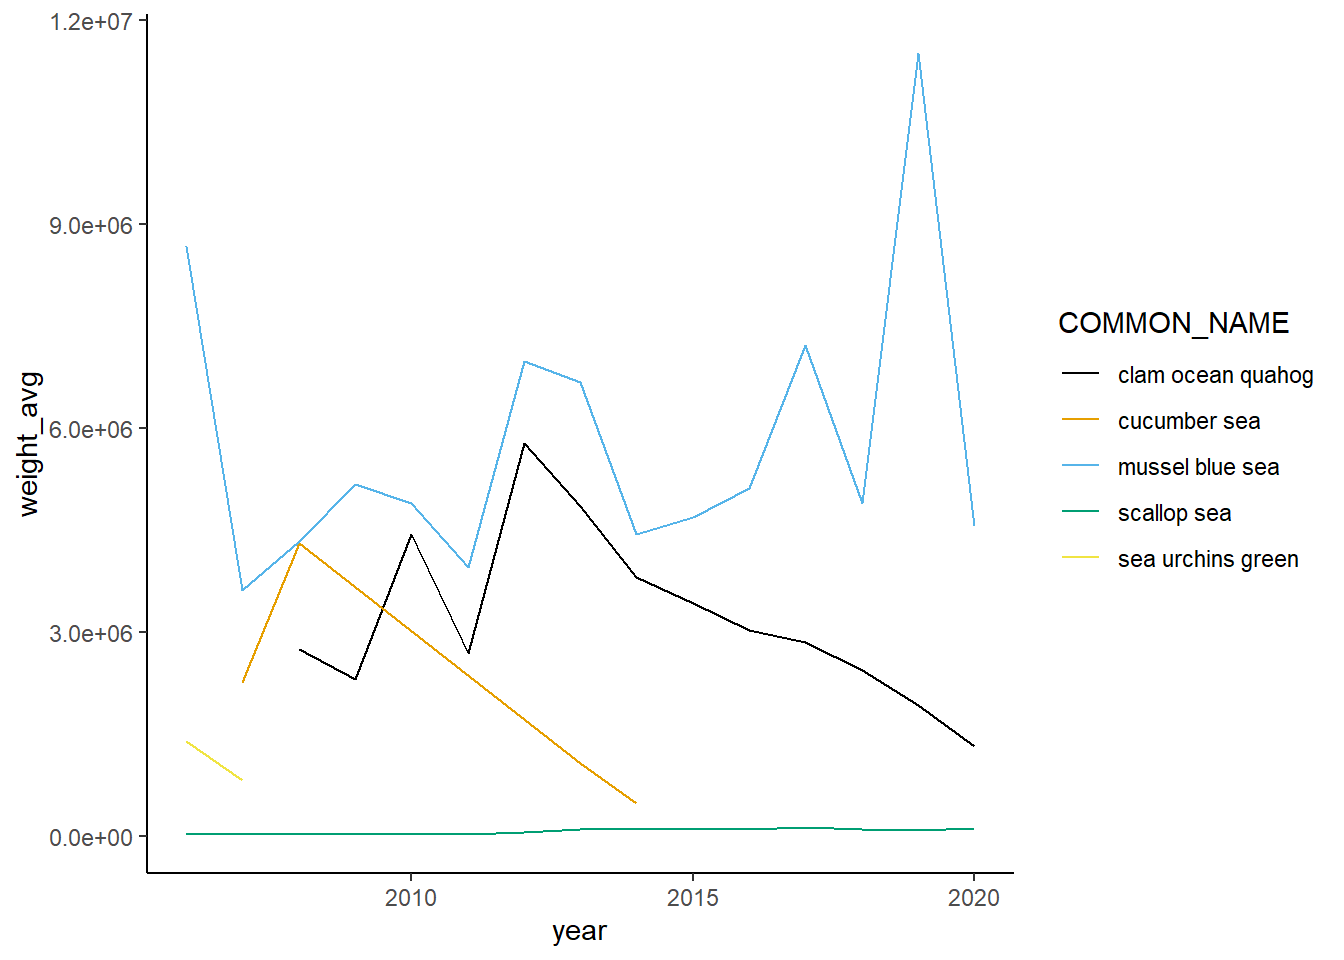 1.2e+07
9.0e+06
6.0e+06
3.0e+06
0.0e+00
weight_avg
2010
2015
2020
year
COMMON_NAME
clam ocean quahog
cucumber sea
mussel blue sea
scallop sea
sea urchins green